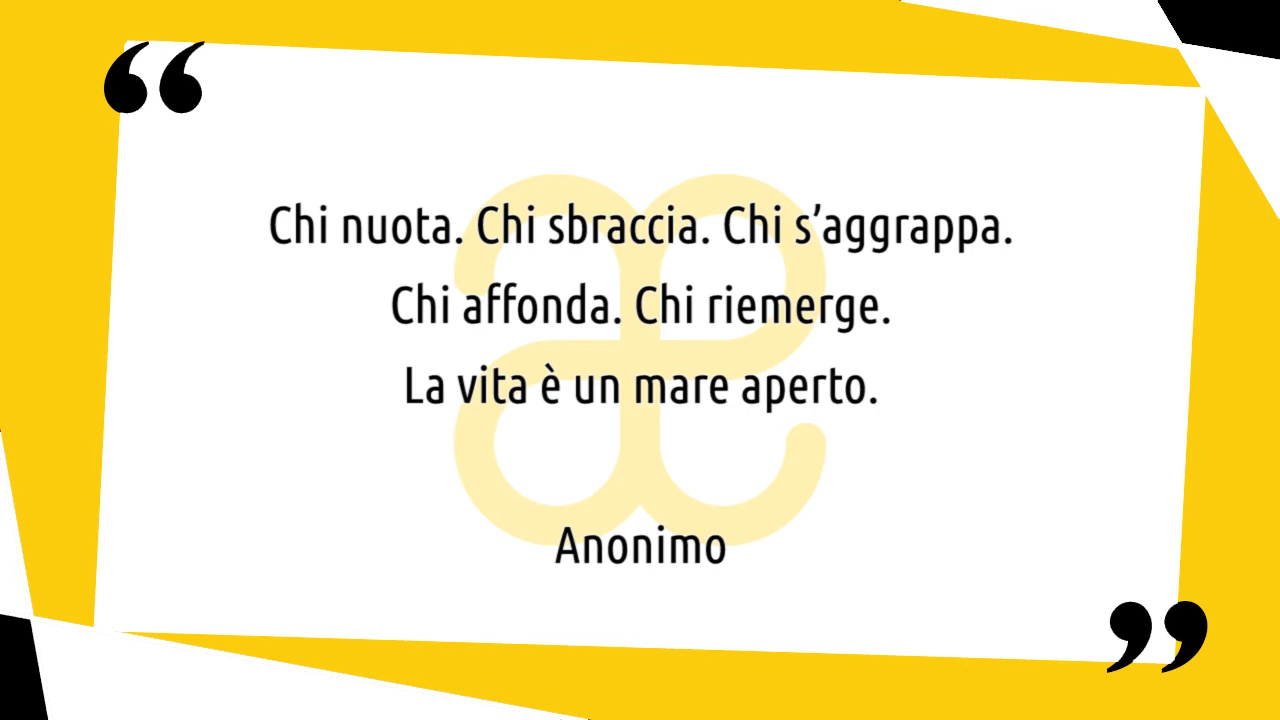 “
Chi nuota. Chi sbraccia. Chi s’aggrappa.
Chi affonda. Chi riemerge.
La vita è un mare aperto.
Anonimo
”